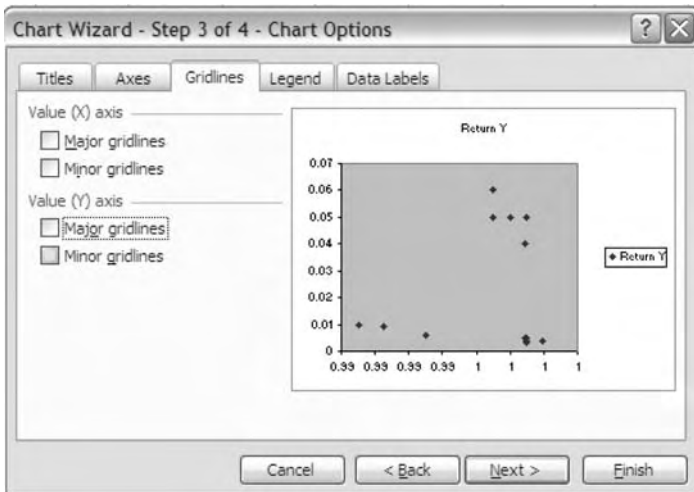 Chart Wizard - Step 3 of 4 - Chart Options
Titles
Axes
Gridlines
Legend
Data Labels
Value (X) axis
Major gridlines
Minor gridlines
Value (Y) axis
Major gridlines
Minor gridlines
Return Y
0.07
0.06
0.05
0.04
0.03
0.02
0.01
0
0.99 0.99 0.99 0.99 1 1 1 1
Return Y
Cancel
< Back
Next >
Finish